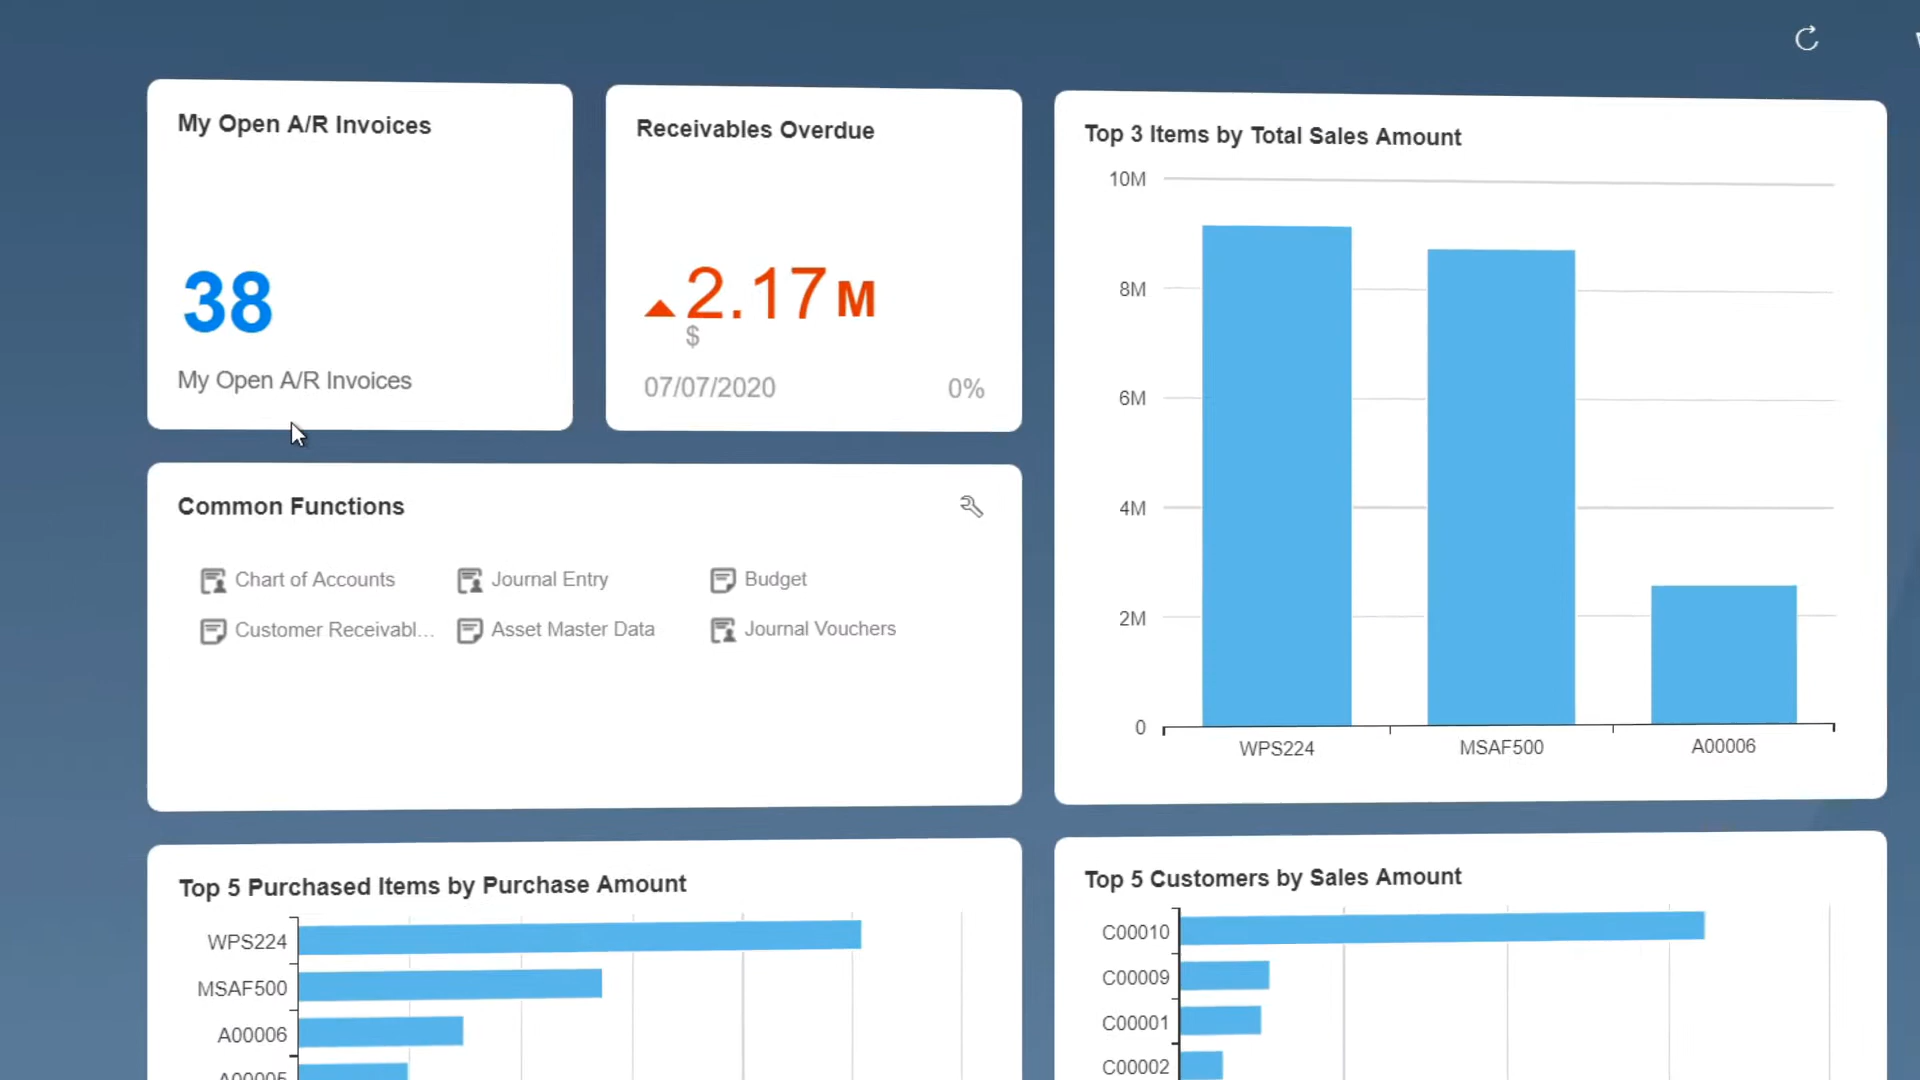 My Open A/R Invoices
38
My Open A/R Invoices
Receivables Overdue
2.17 M
$
07/07/2020 0%
Top 3 Items by Total Sales Amount
10M
8M
6M
4M
2M
0
WPS224 MSAF500 A00006
Common Functions
Chart of Accounts Journal Entry Budget
Customer Receivabl... Asset Master Data Journal Vouchers
Top 5 Purchased Items by Purchase Amount
WPS224
MSAF500
A00006
A00005
Top 5 Customers by Sales Amount
C00010
C00009
C00001
C00002